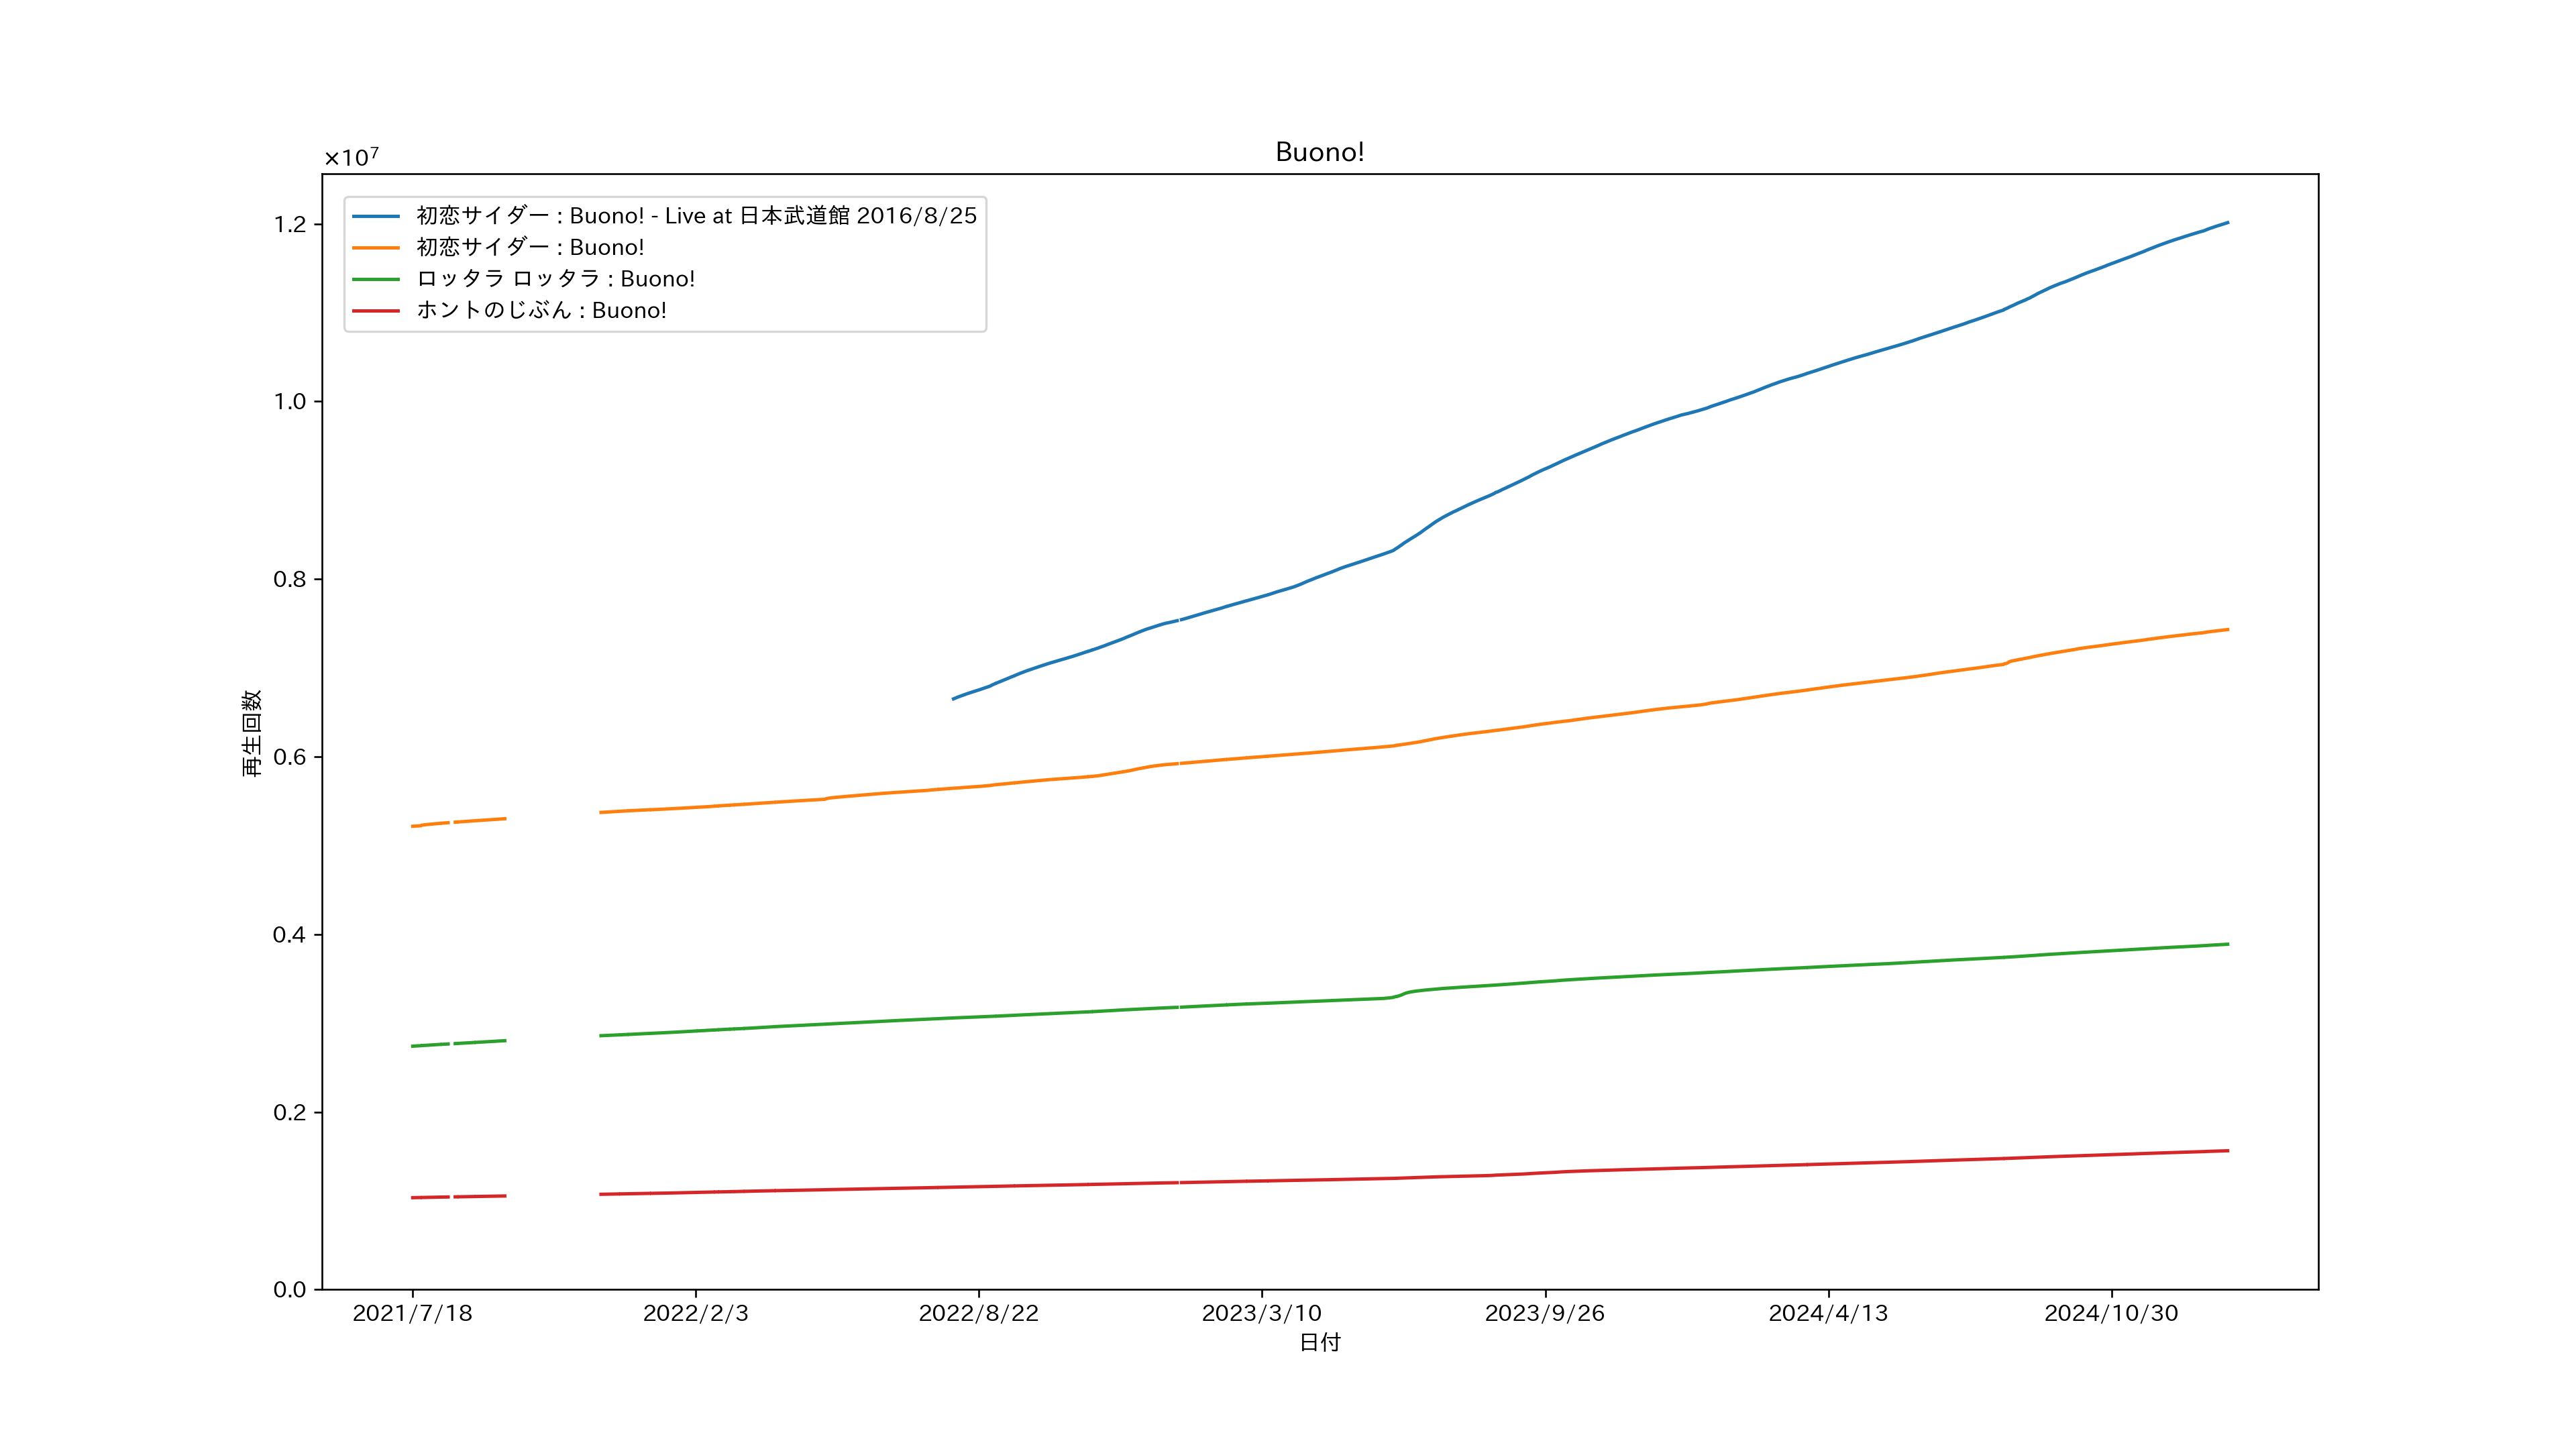 Buono!
×10⁷
初恋サイダー : Buono! - Live at 日本武道館 2016/8/25
初恋サイダー : Buono!
ロッタラ ロッタラ : Buono!
ホントのじぶん : Buono!
1.2
1.0
0.8
0.6
0.4
0.2
0.0
再生回数
2021/7/18 2022/2/3 2022/8/22 2023/3/10 2023/9/26 2024/4/13 2024/10/30
日付